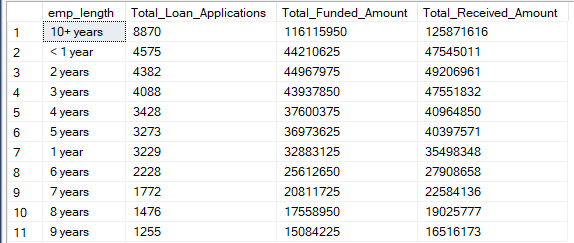 emp_length Total_Loan_Applications Total_Funded_Amount Total_Received_Amount
1 10+ years 8870 116115950 125871616
2 < 1 year 4575 44210625 47545011
3 2 years 4382 44967975 49206961
4 3 years 4088 43937850 47551832
5 4 years 3428 37600375 40964850
6 5 years 3273 36973625 40397571
7 1 year 3229 32883125 35498348
8 6 years 2228 25612650 27908658
9 7 years 1772 20811725 22584136
10 8 years 1476 17558950 19025777
11 9 years 1255 15084225 16516173